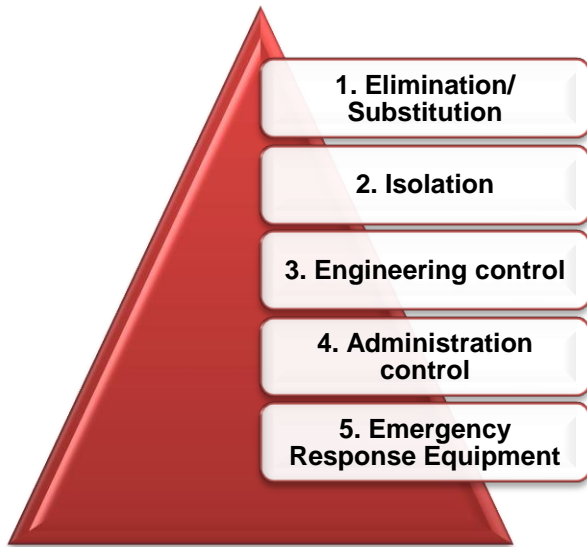 1. Elimination/
Substitution
2. Isolation
3. Engineering control
4. Administration
control
5. Emergency
Response Equipment